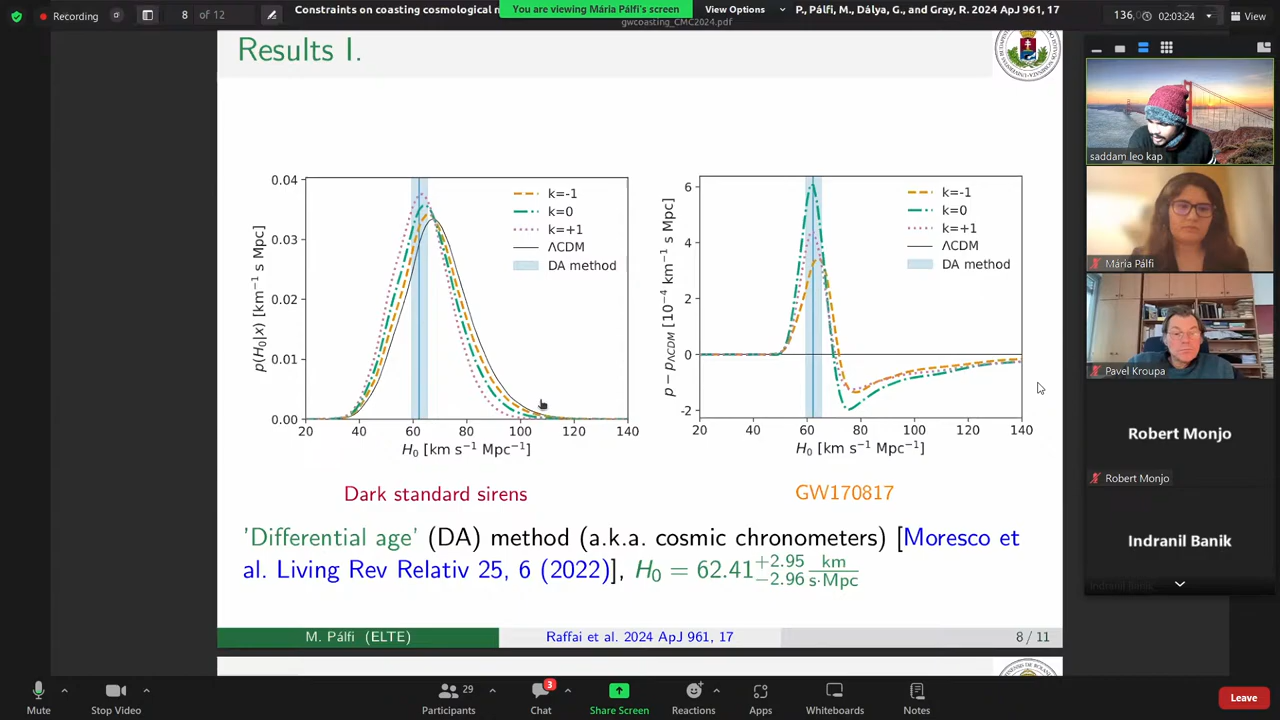 Recording
8 of 12
Constraints on coasting cosmological m
You are viewing Mária Pálfi's screen
View Options
P., Pálfi, M., Dálya, G., and Gray, R. 2024 ApJ 961, 17
gwcoasting_CMC2024.pdf
02:03:24
View
Results I.
0.04
0.03
0.02
0.01
0.00
p(H₀|x) [km⁻¹ s Mpc]
20 40 60 80 100 120 140
H₀ [km s⁻¹ Mpc⁻¹]
k=-1
k=0
k=+1
ΛCDM
DA method
6
4
2
0
-2
p − p_ΛCDM [10⁻⁴ km⁻¹ s Mpc]
20 40 60 80 100 120 140
H₀ [km s⁻¹ Mpc⁻¹]
k=-1
k=0
k=+1
ΛCDM
DA method
Dark standard sirens
GW170817
'Differential age' (DA) method (a.k.a. cosmic chronometers) [Moresco et
al. Living Rev Relativ 25, 6 (2022)], H₀ = 62.41 +2.95 −2.96 km/s·Mpc
M. Pálfi (ELTE)
Raffai et al. 2024 ApJ 961, 17
8 / 11
saddam leo kap
Mária Pálfi
Pavel Kroupa
Robert Monjo
Robert Monjo
Indranil Banik
Indranil Banik
Mute
Stop Video
29
Participants
3
Chat
Share Screen
Reactions
Apps
Whiteboards
Notes
Leave